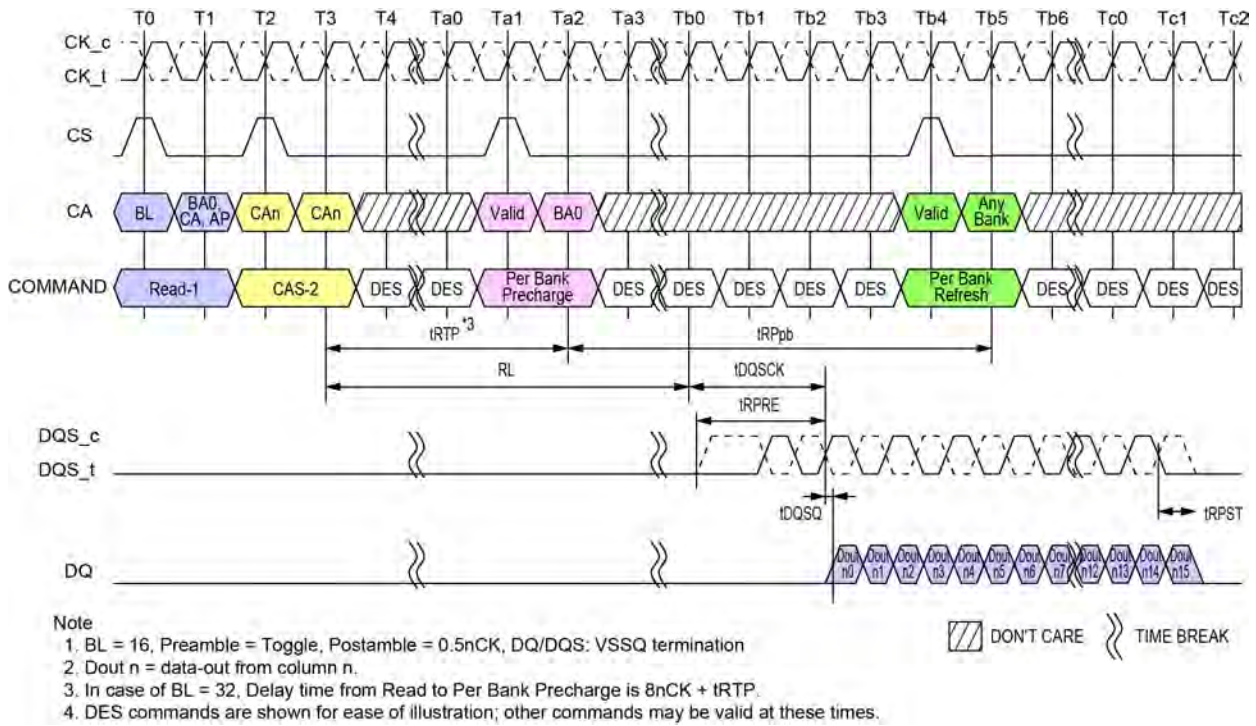 T0 T1 T2 T3 T4 Ta0 Ta1 Ta2 Ta3 Tb0 Tb1 Tb2 Tb3 Tb4 Tb5 Tb6 Tc0 Tc1 Tc2
CK_c
CK_t
CS
CA BL BA0, CA, AP CAn CAn Valid BA0 Valid Any Bank
COMMAND Read-1 CAS-2 DES DES Per Bank Precharge DES DES DES DES DES Per Bank Refresh DES DES DES DES
tRTP *3 tRPpb
RL tDQSCK
tRPRE
DQS_c
DQS_t
tDQSQ tRPST
DQ Dout n0 Dout n1 Dout n2 Dout n3 Dout n4 Dout n5 Dout n6 Dout n7 Dout n12 Dout n13 Dout n14 Dout n15
Note
1. BL = 16, Preamble = Toggle, Postamble = 0.5nCK, DQ/DQS: VSSQ termination
2. Dout n = data-out from column n.
3. In case of BL = 32, Delay time from Read to Per Bank Precharge is 8nCK + tRTP.
4. DES commands are shown for ease of illustration; other commands may be valid at these times.
DON'T CARE TIME BREAK